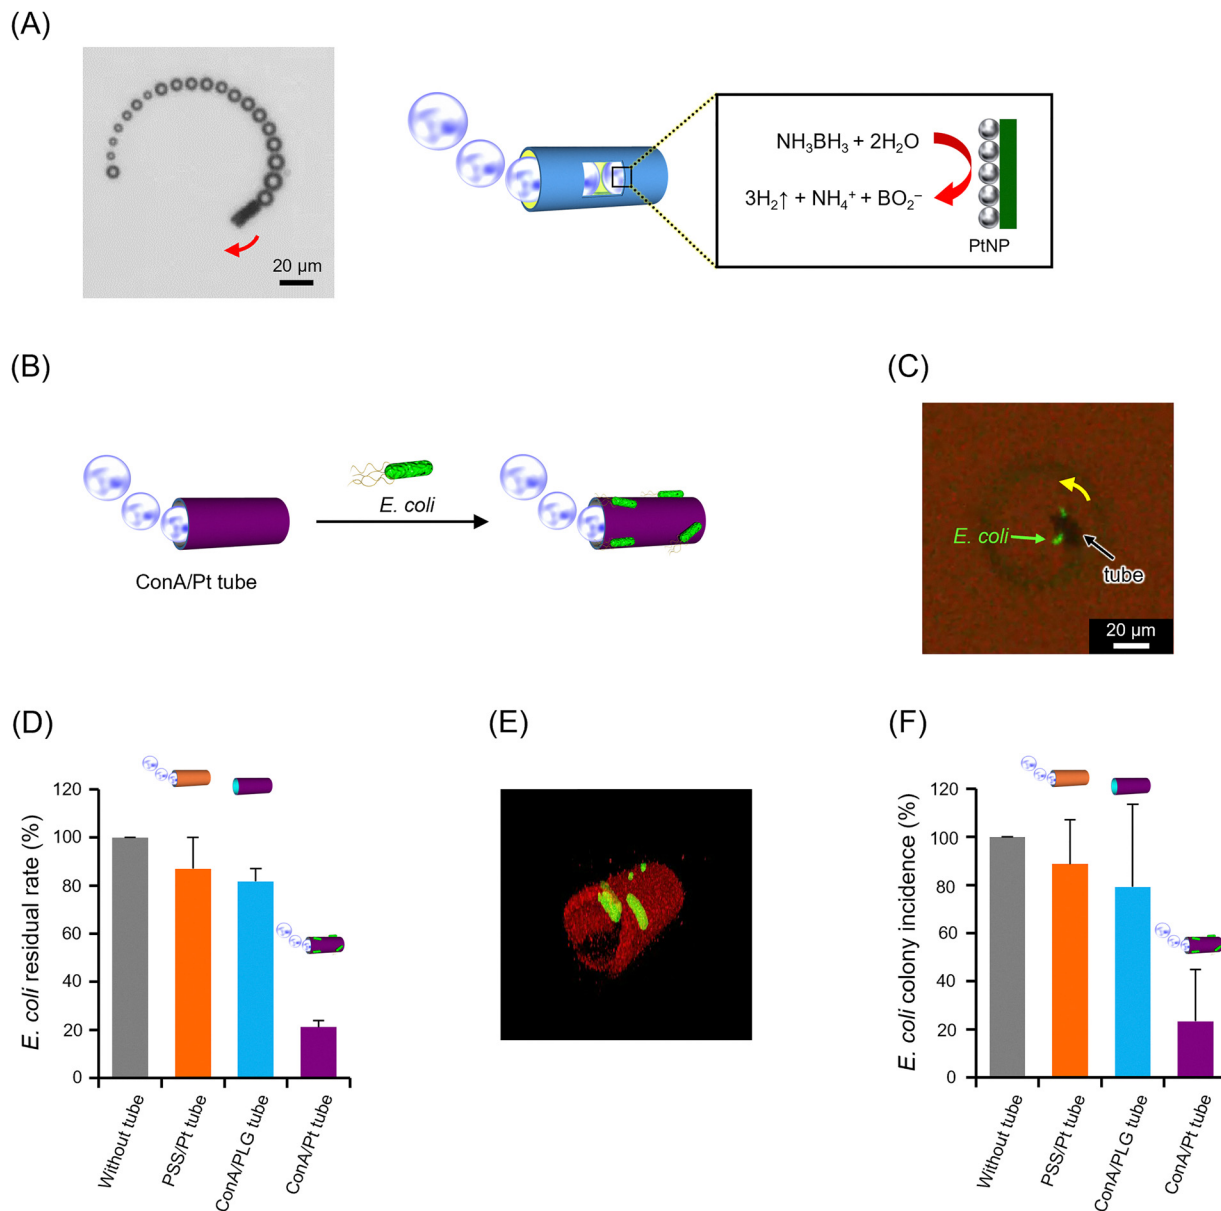 (A)
20 µm
NH₃BH₃ + 2H₂O
3H₂↑ + NH₄⁺ + BO₂⁻
PtNP
(B)
E. coli
ConA/Pt tube
(C)
E. coli
tube
20 µm
(D)
E. coli residual rate (%)
120
100
80
60
40
20
0
Without tube
PSS/Pt tube
ConA/PLG tube
ConA/Pt tube
(E)
(F)
E. coli colony incidence (%)
120
100
80
60
40
20
0
Without tube
PSS/Pt tube
ConA/PLG tube
ConA/Pt tube